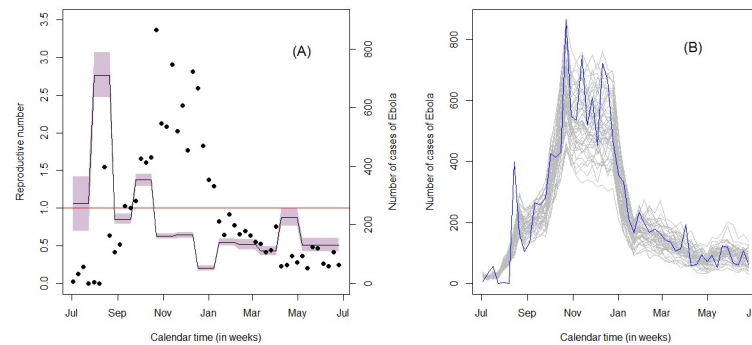 (A)
Reproductive number
3.5
3.0
2.5
2.0
1.5
1.0
0.5
0.0
800
600
400
200
0
Number of cases of Ebola
Jul Sep Nov Jan Mar May Jul
Calendar time (in weeks)
(B)
Number of cases of Ebola
800
600
400
200
0
Jul Sep Nov Jan Mar May
Calendar time (in weeks)